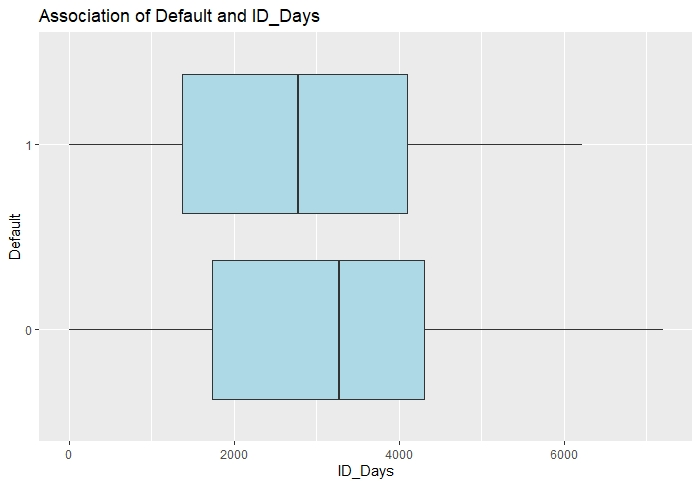 Association of Default and ID_Days
1
0
Default
0 2000 4000 6000
ID_Days